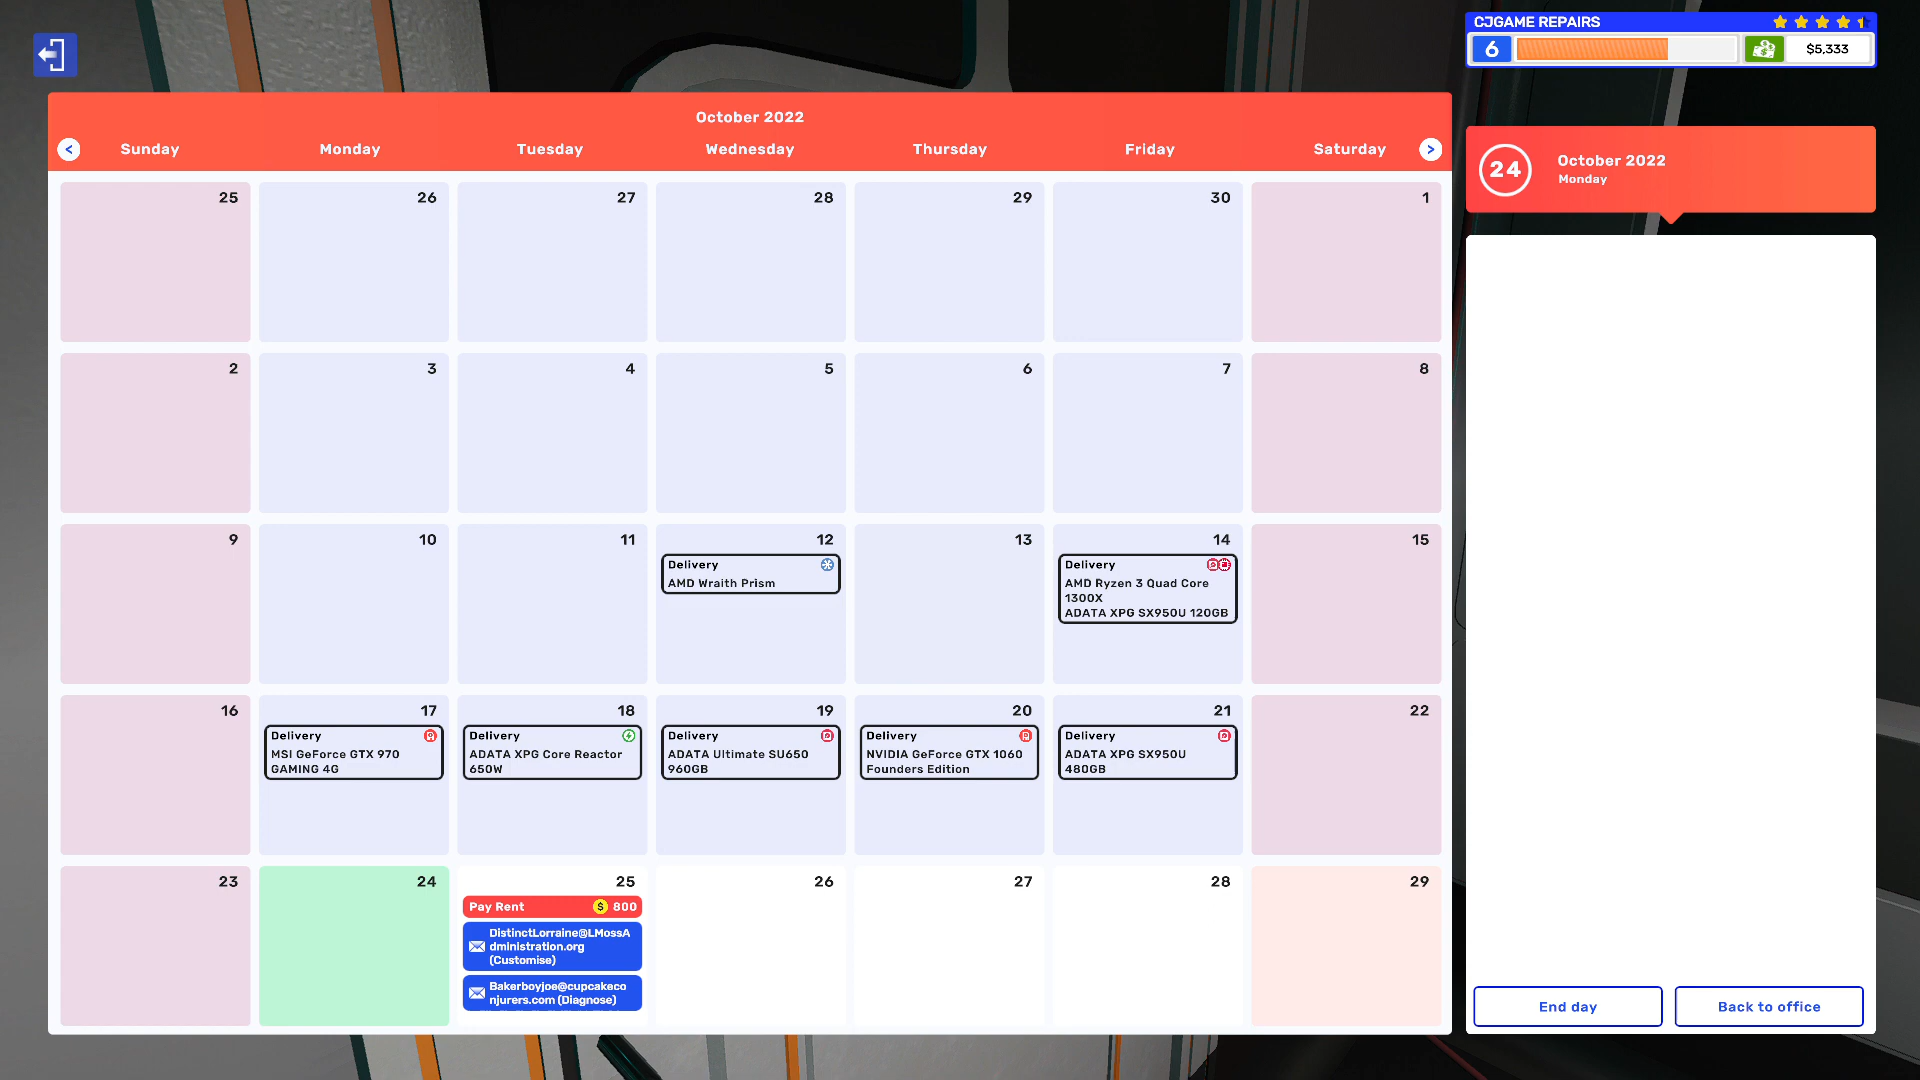 CJGAME REPAIRS
6
$5,333
October 2022
< Sunday Monday Tuesday Wednesday Thursday Friday Saturday >
24
October 2022
Monday
25 26 27 28 29 30 1
2 3 4 5 6 7 8
9 10 11 12 13 14 15
Delivery
AMD Wraith Prism
Delivery
AMD Ryzen 3 Quad Core
1300X
ADATA XPG SX950U 120GB
16 17 18 19 20 21 22
Delivery
MSI GeForce GTX 970
GAMING 4G
Delivery
ADATA XPG Core Reactor
650W
Delivery
ADATA Ultimate SU650
960GB
Delivery
NVIDIA GeForce GTX 1060
Founders Edition
Delivery
ADATA XPG SX950U
480GB
23 24 25 26 27 28 29
Pay Rent $ 800
DistinctLorraine@LMossA
dministration.org
(Customise)
Bakerboyjoe@cupcakeco
njurers.com (Diagnose)
End day
Back to office